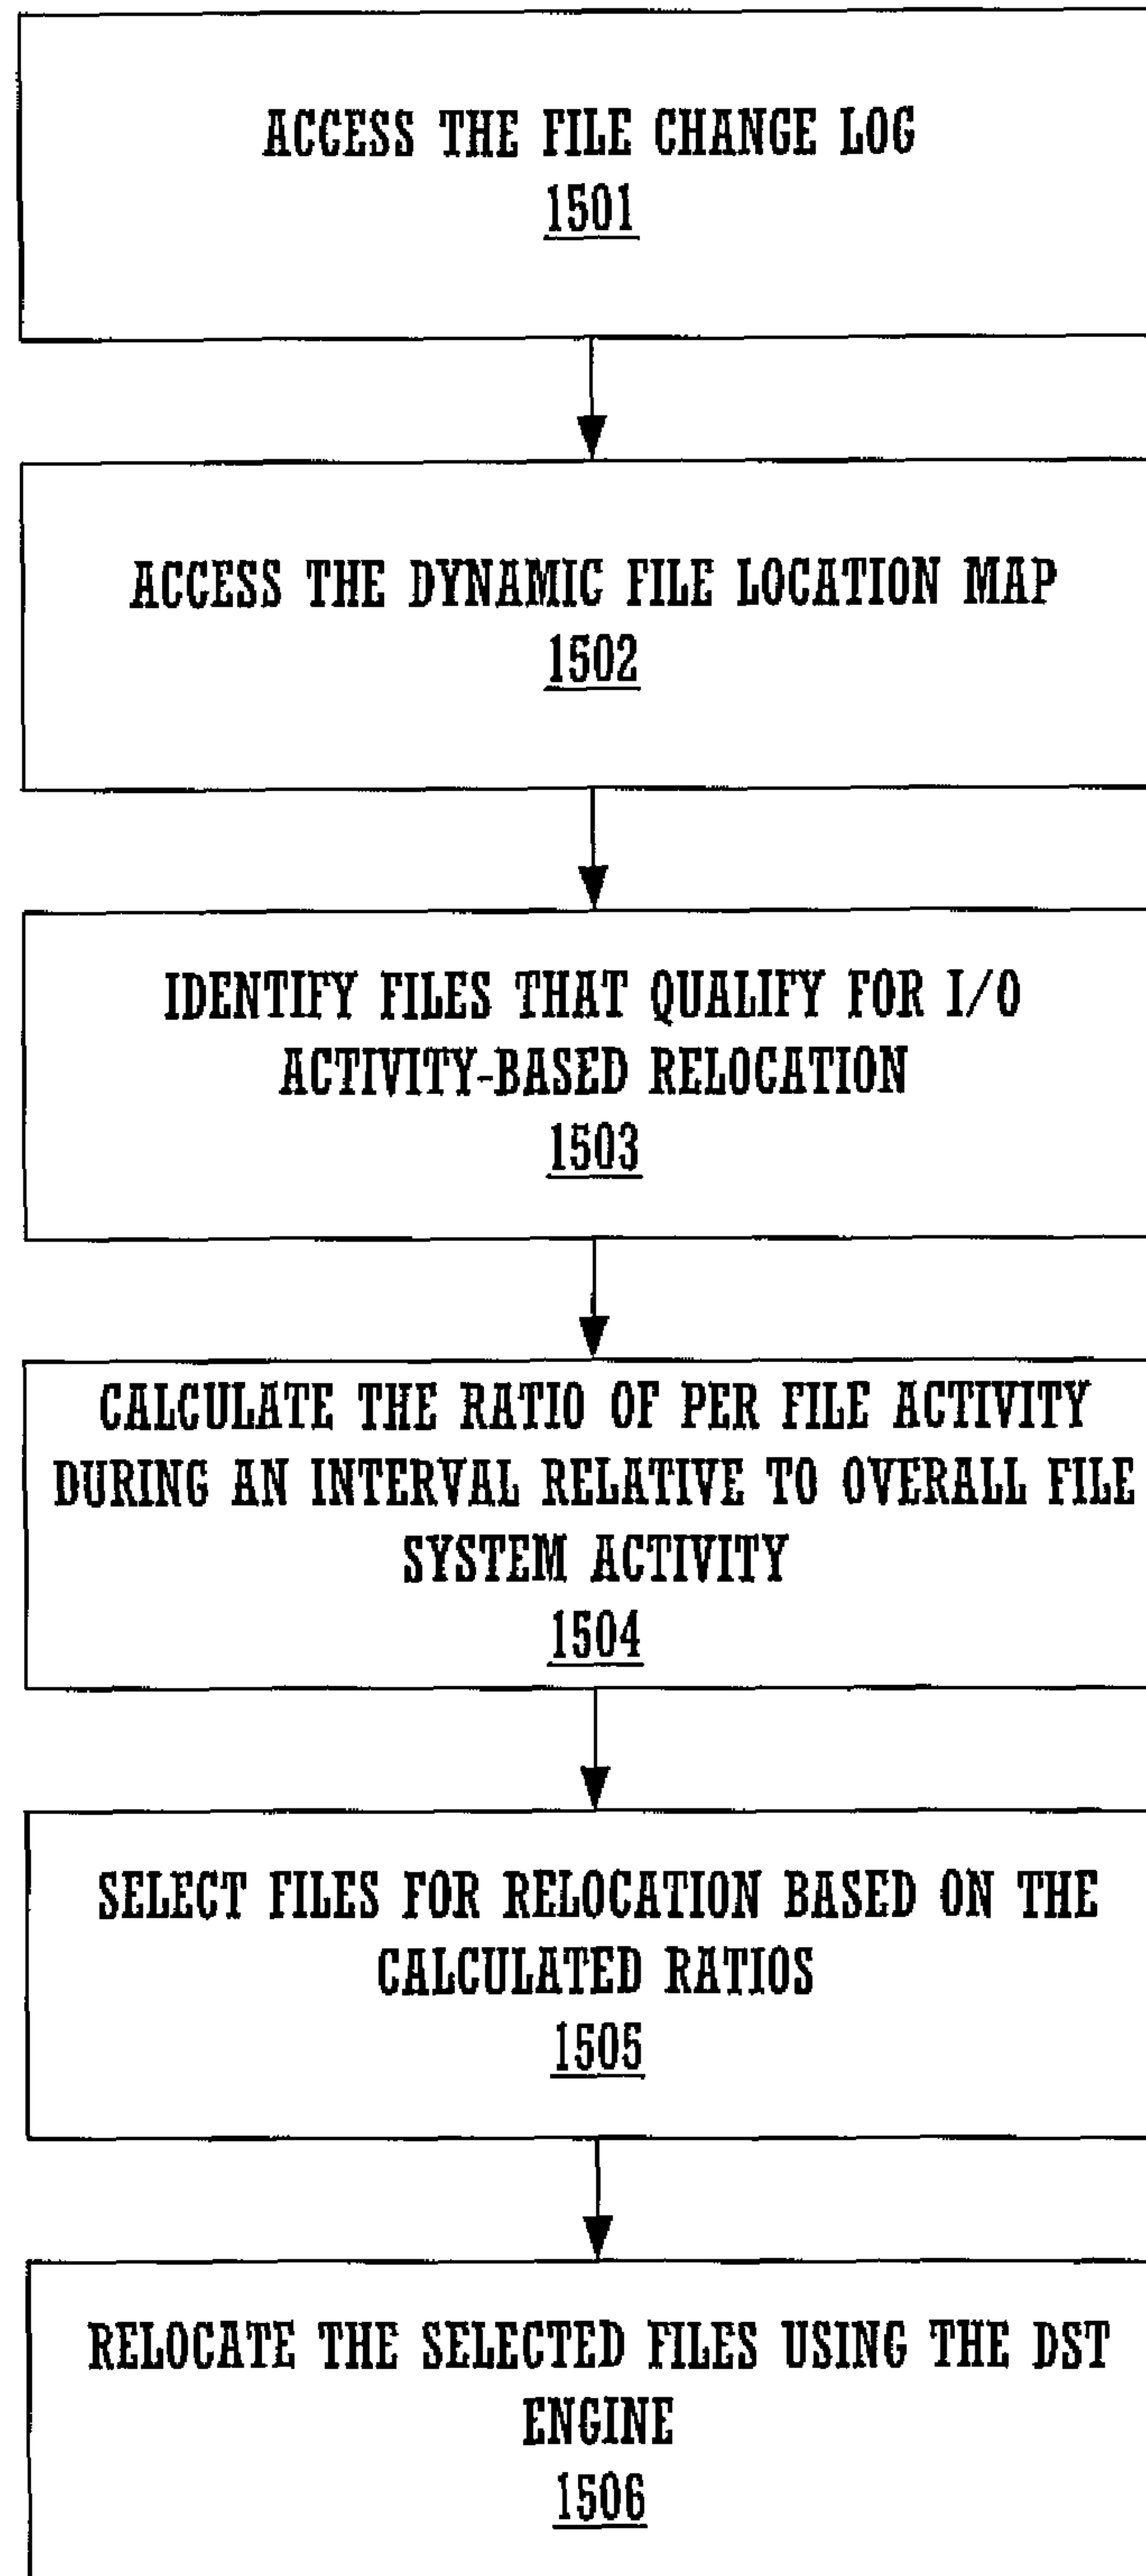 ACCESS THE FILE CHANGE LOG
1501
ACCESS THE DYNAMIC FILE LOCATION MAP
1502
IDENTIFY FILES THAT QUALIFY FOR I/O
ACTIVITY-BASED RELOCATION
1503
CALCULATE THE RATIO OF PER FILE ACTIVITY
DURING AN INTERVAL RELATIVE TO OVERALL FILE
SYSTEM ACTIVITY
1504
SELECT FILES FOR RELOCATION BASED ON THE
CALCULATED RATIOS
1505
RELOCATE THE SELECTED FILES USING THE DST
ENGINE
1506